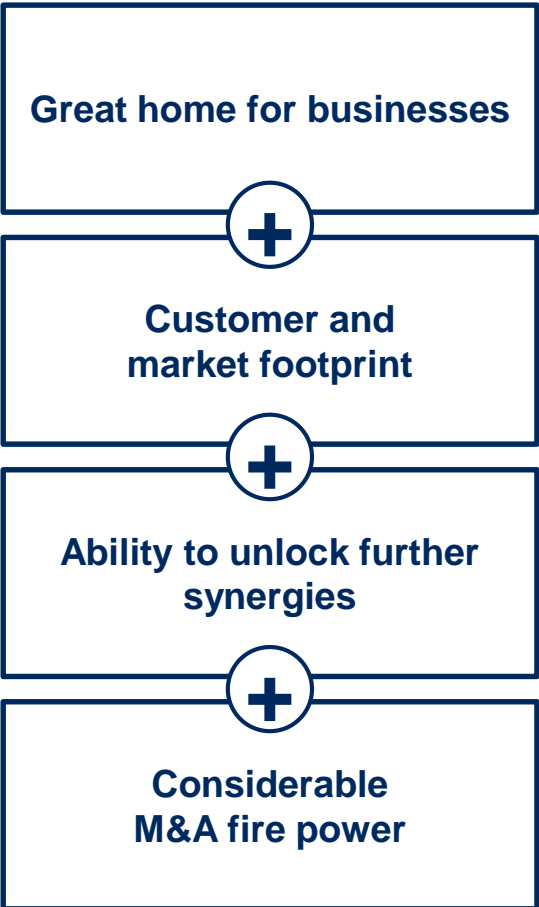 Great home for businesses
+
Customer and
market footprint
+
Ability to unlock further
synergies
+
Considerable
M&A fire power